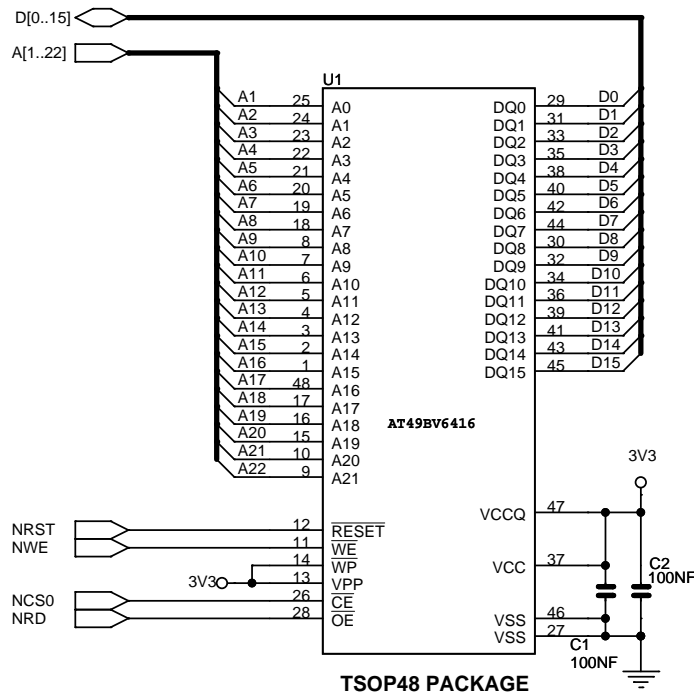 D[0..15]
A[1..22]
U1
A1 25 A0 DQ0 29 D0
A2 24 A1 DQ1 31 D1
A3 23 A2 DQ2 33 D2
A4 22 A3 DQ3 35 D3
A5 21 A4 DQ4 38 D4
A6 20 A5 DQ5 40 D5
A7 19 A6 DQ6 42 D6
A8 18 A7 DQ7 44 D7
A9 8 A8 DQ8 30 D8
A10 7 A9 DQ9 32 D9
A11 6 A10 DQ10 34 D10
A12 5 A11 DQ11 36 D11
A13 4 A12 DQ12 39 D12
A14 3 A13 DQ13 41 D13
A15 2 A14 DQ14 43 D14
A16 1 A15 DQ15 45 D15
A17 48 A16
A18 17 A17
A19 16 A18 AT49BV6416
A20 15 A19
A21 10 A20
A22 9 A21
3V3
VCCQ 47
NRST 12 RESET
NWE 11 WE
14 WP VCC 37
3V3 13 VPP
C2
100NF
NCS0 26 CE
NRD 28 OE VSS 46
VSS 27
C1
100NF
TSOP48 PACKAGE